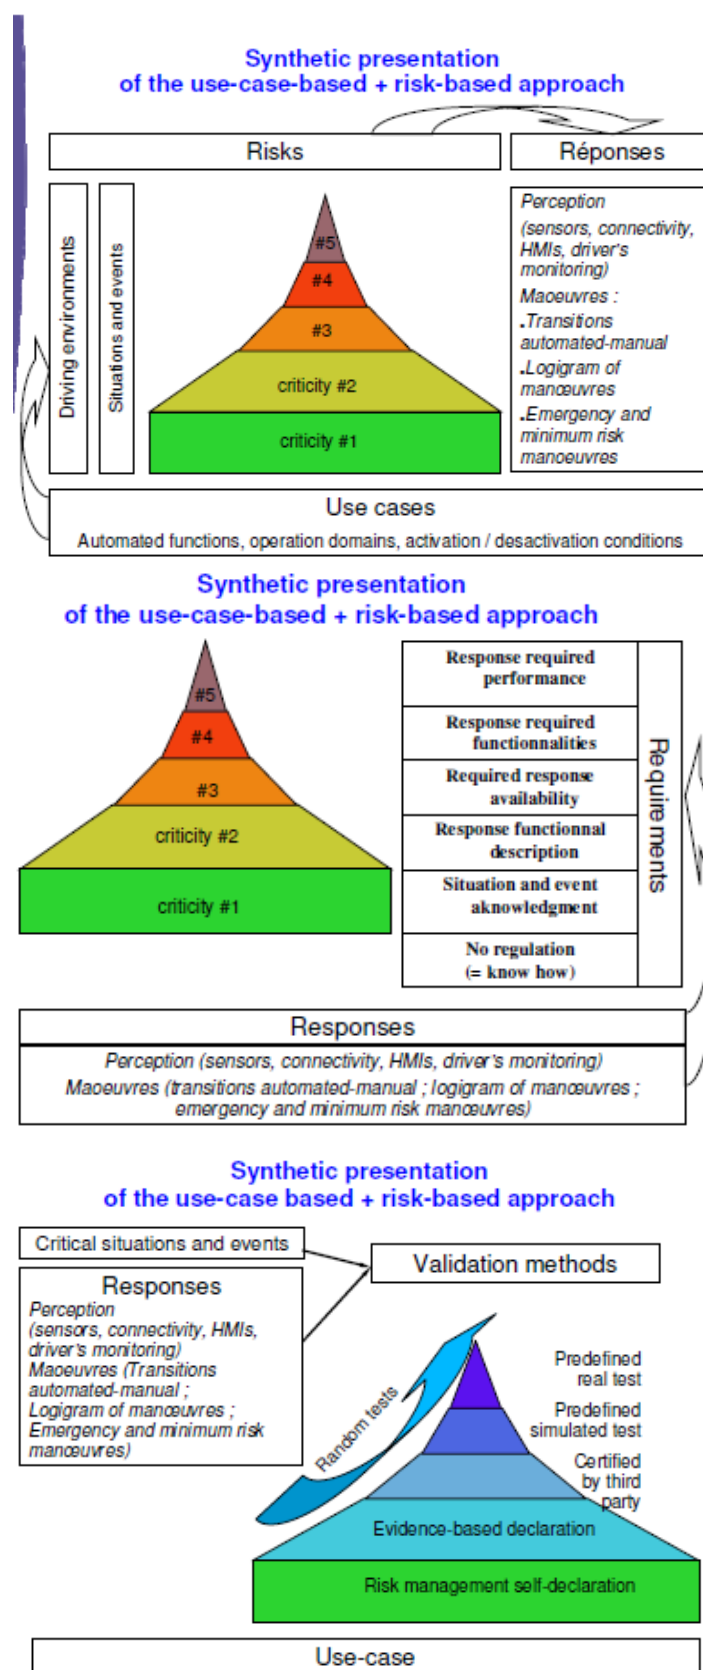 Synthetic presentation
of the use-case-based + risk-based approach
Risks
Réponses
Driving environments
Situations and events
#5
#4
#3
criticity #2
criticity #1
Perception
(sensors, connectivity,
HMIs, driver's
monitoring)
Maoeuvres :
.Transitions
automated-manual
.Logigram of
manœuvres
.Emergency and
minimum risk
manoeuvres
Use cases
Automated functions, operation domains, activation / desactivation conditions
Synthetic presentation
of the use-case-based + risk-based approach
#5
#4
#3
criticity #2
criticity #1
Response required
performance
Response required
functionnalities
Required response
availability
Response functionnal
description
Situation and event
aknowledgment
No regulation
(= know how)
Require ments
Responses
Perception (sensors, connectivity, HMIs, driver's monitoring)
Maoeuvres (transitions automated-manual ; logigram of manœuvres ;
emergency and minimum risk manœuvres)
Synthetic presentation
of the use-case based + risk-based approach
Critical situations and events
Validation methods
Responses
Perception
(sensors, connectivity, HMIs,
driver's monitoring)
Maoeuvres (Transitions
automated-manual ;
Logigram of manœuvres ;
Emergency and minimum risk
manœuvres)
Random tests
Predefined
real test
Predefined
simulated test
Certified
by third
party
Evidence-based declaration
Risk management self-declaration
Use-case